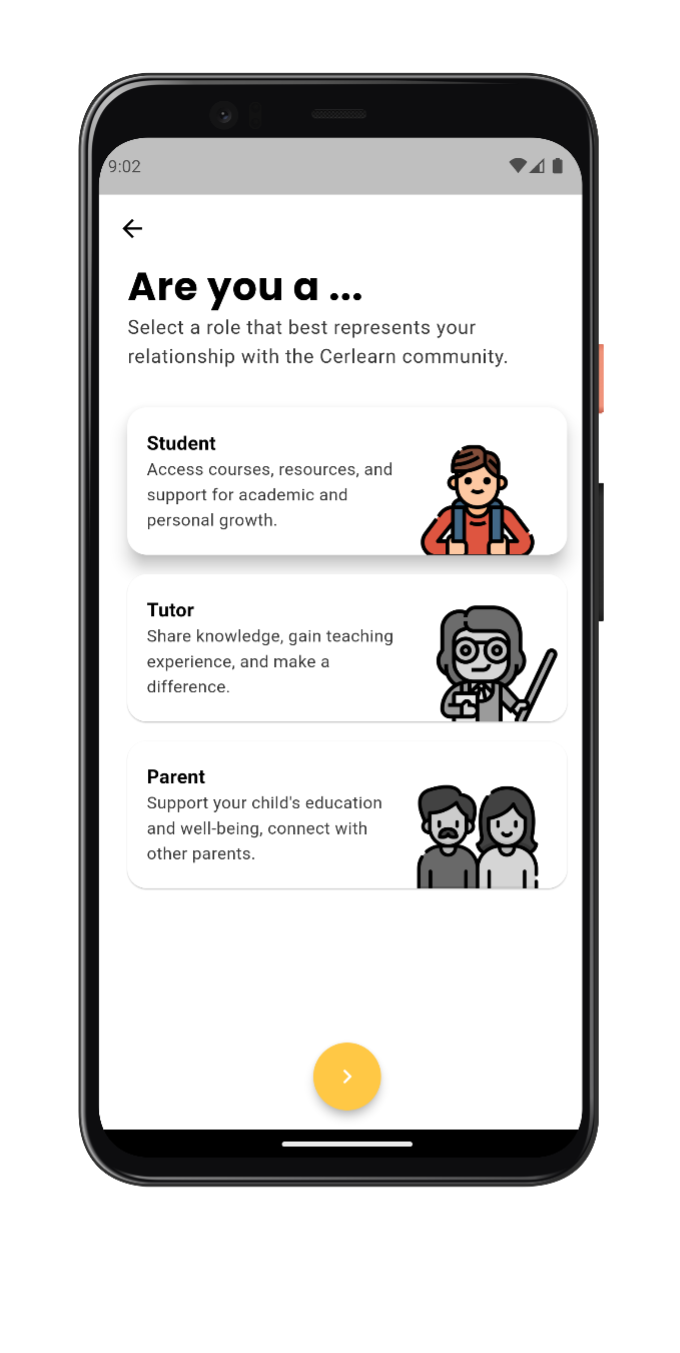 9:02
Are you a ...
Select a role that best represents your
relationship with the Cerlearn community.
Student
Access courses, resources, and
support for academic and
personal growth.
Tutor
Share knowledge, gain teaching
experience, and make a
difference.
Parent
Support your child's education
and well-being, connect with
other parents.